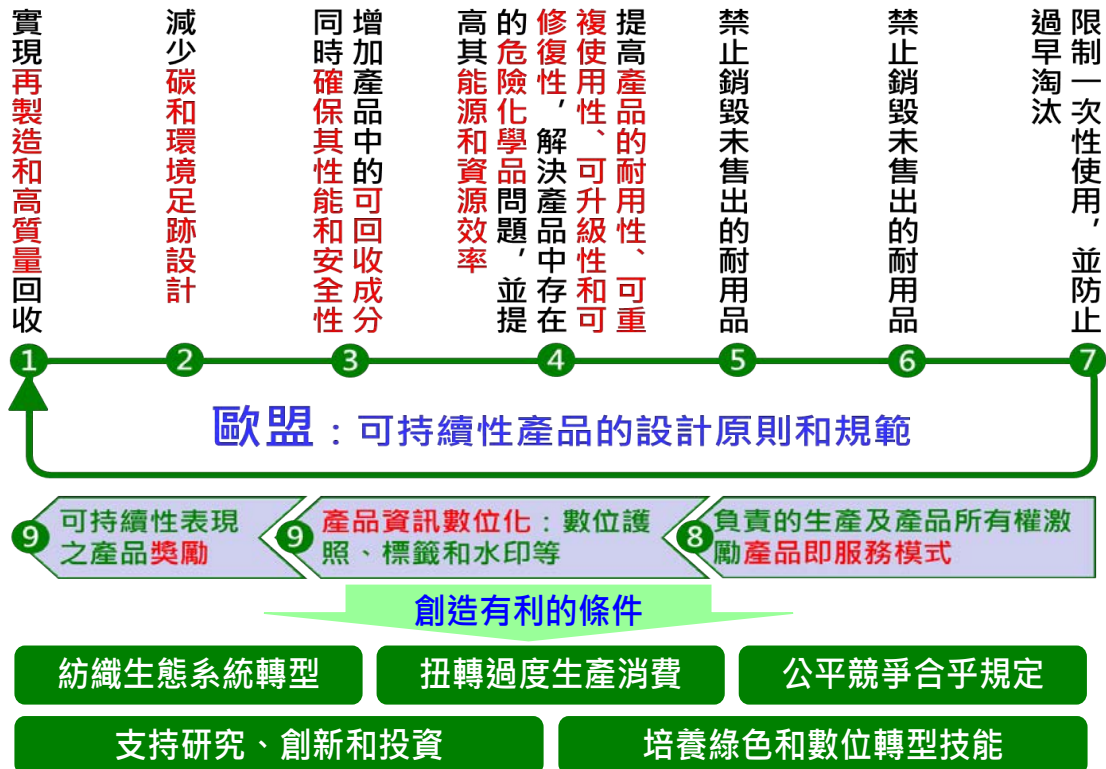 實現再製造和高質量回收
1
減少碳和環境足跡設計
2
增加產品中的可回收成分
同時確保其性能和安全性
3
提高產品的耐用性、可重
複使用性、可升級性和可
修復性，解決產品中存在
的危險化學品問題，並提
高其能源和資源效率
4
禁止銷毀未售出的耐用品
5
禁止銷毀未售出的耐用品
6
限制一次性使用，並防止
過早淘汰
7
歐盟：可持續性產品的設計原則和規範
9
可持續性表現
之產品獎勵
9
產品資訊數位化：數位護
照、標籤和水印等
8
負責的生產及產品所有權激
勵產品即服務模式
創造有利的條件
紡織生態系統轉型
扭轉過度生產消費
公平競爭合乎規定
支持研究、創新和投資
培養綠色和數位轉型技能